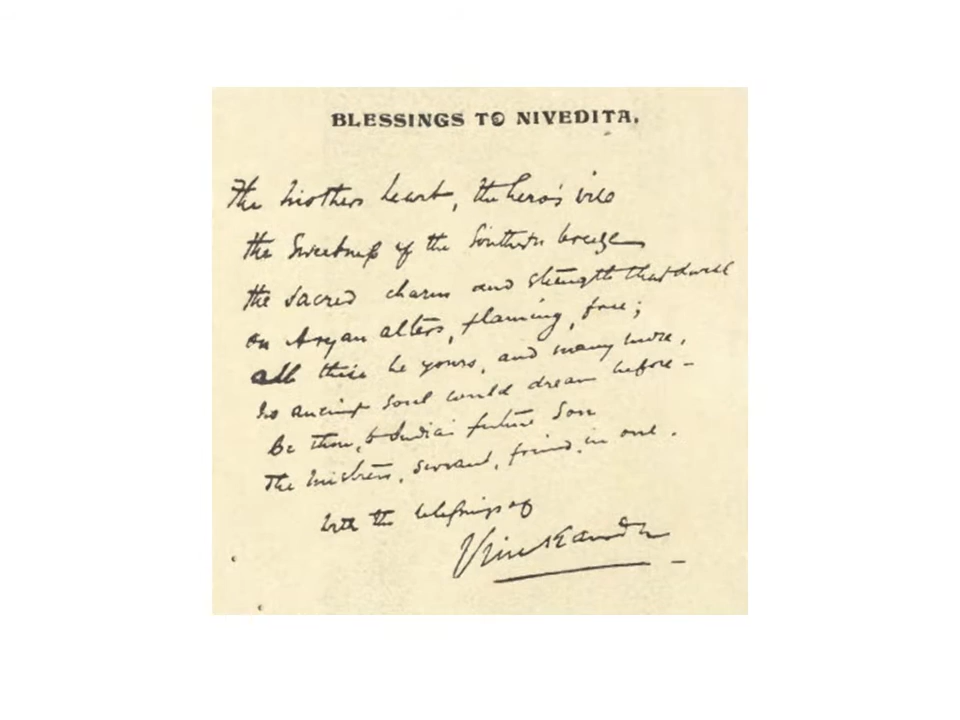 BLESSINGS TO NIVEDITA.
The Mothers heart, the hero's will
the Sweetness of the Southern breeze
the sacred charm and strength that dwell
on Aryan alters, flaming, free;
all these be yours, and many more,
No ancient soul could dream before -
Be thou, to India's future Son
The Mistress, servant, friend, in one.
With the blessings of
Vivekananda